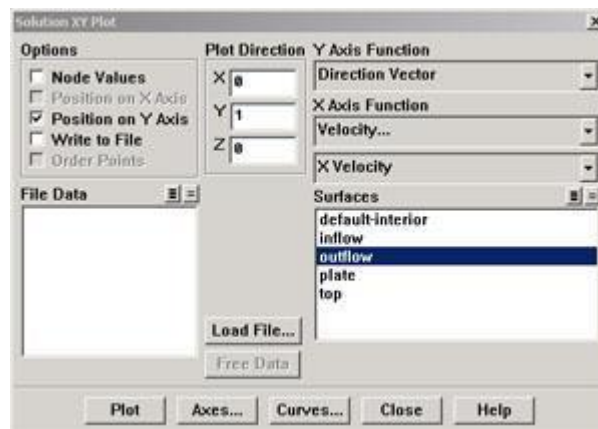 Solution XY Plot
Options
Node Values
Position on X Axis
Position on Y Axis
Write to File
Order Points
Plot Direction
X 0
Y 1
Z 0
Y Axis Function
Direction Vector
X Axis Function
Velocity...
X Velocity
File Data
Surfaces
default-interior
inflow
outflow
plate
top
Load File...
Free Data
Plot
Axes...
Curves...
Close
Help